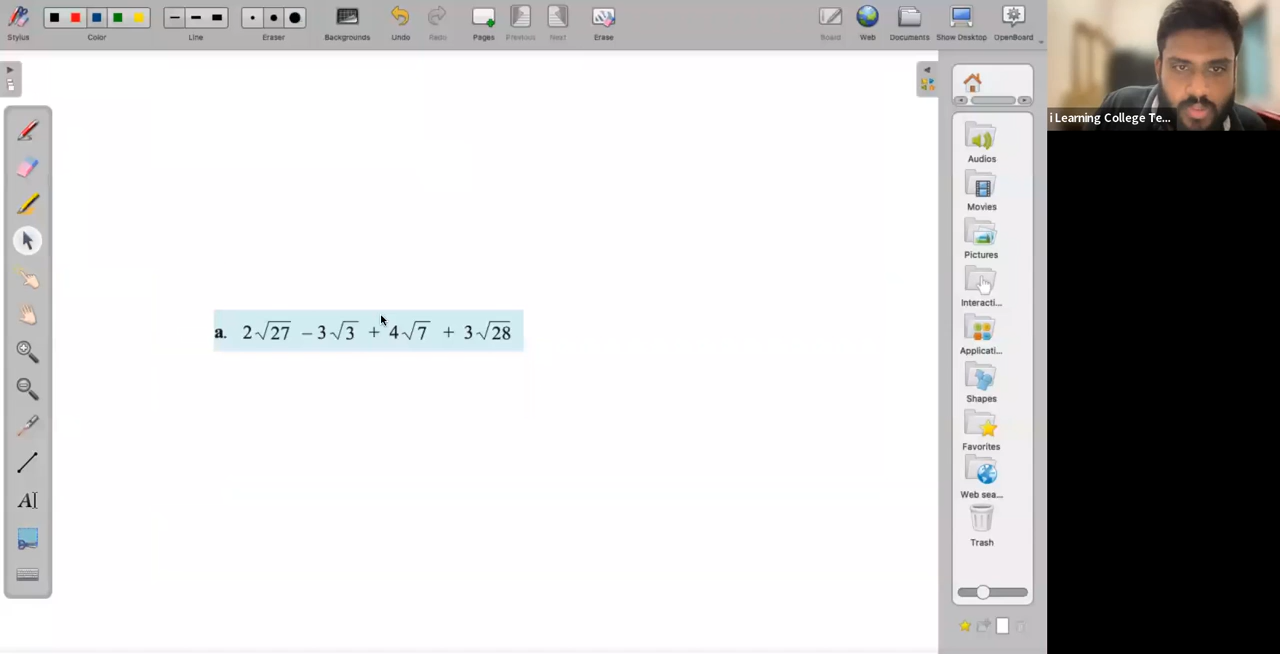 Stylus
Color
Line
Eraser
Backgrounds
Undo
Redo
Pages
Previous
Next
Erase
Board
Web
Documents
Show Desktop
OpenBoard
i Learning College Te...
a. 2√27 − 3√3 + 4√7 + 3√28
Audios
Movies
Pictures
Interacti...
Applicati...
Shapes
Favorites
Web sea...
Trash
AI